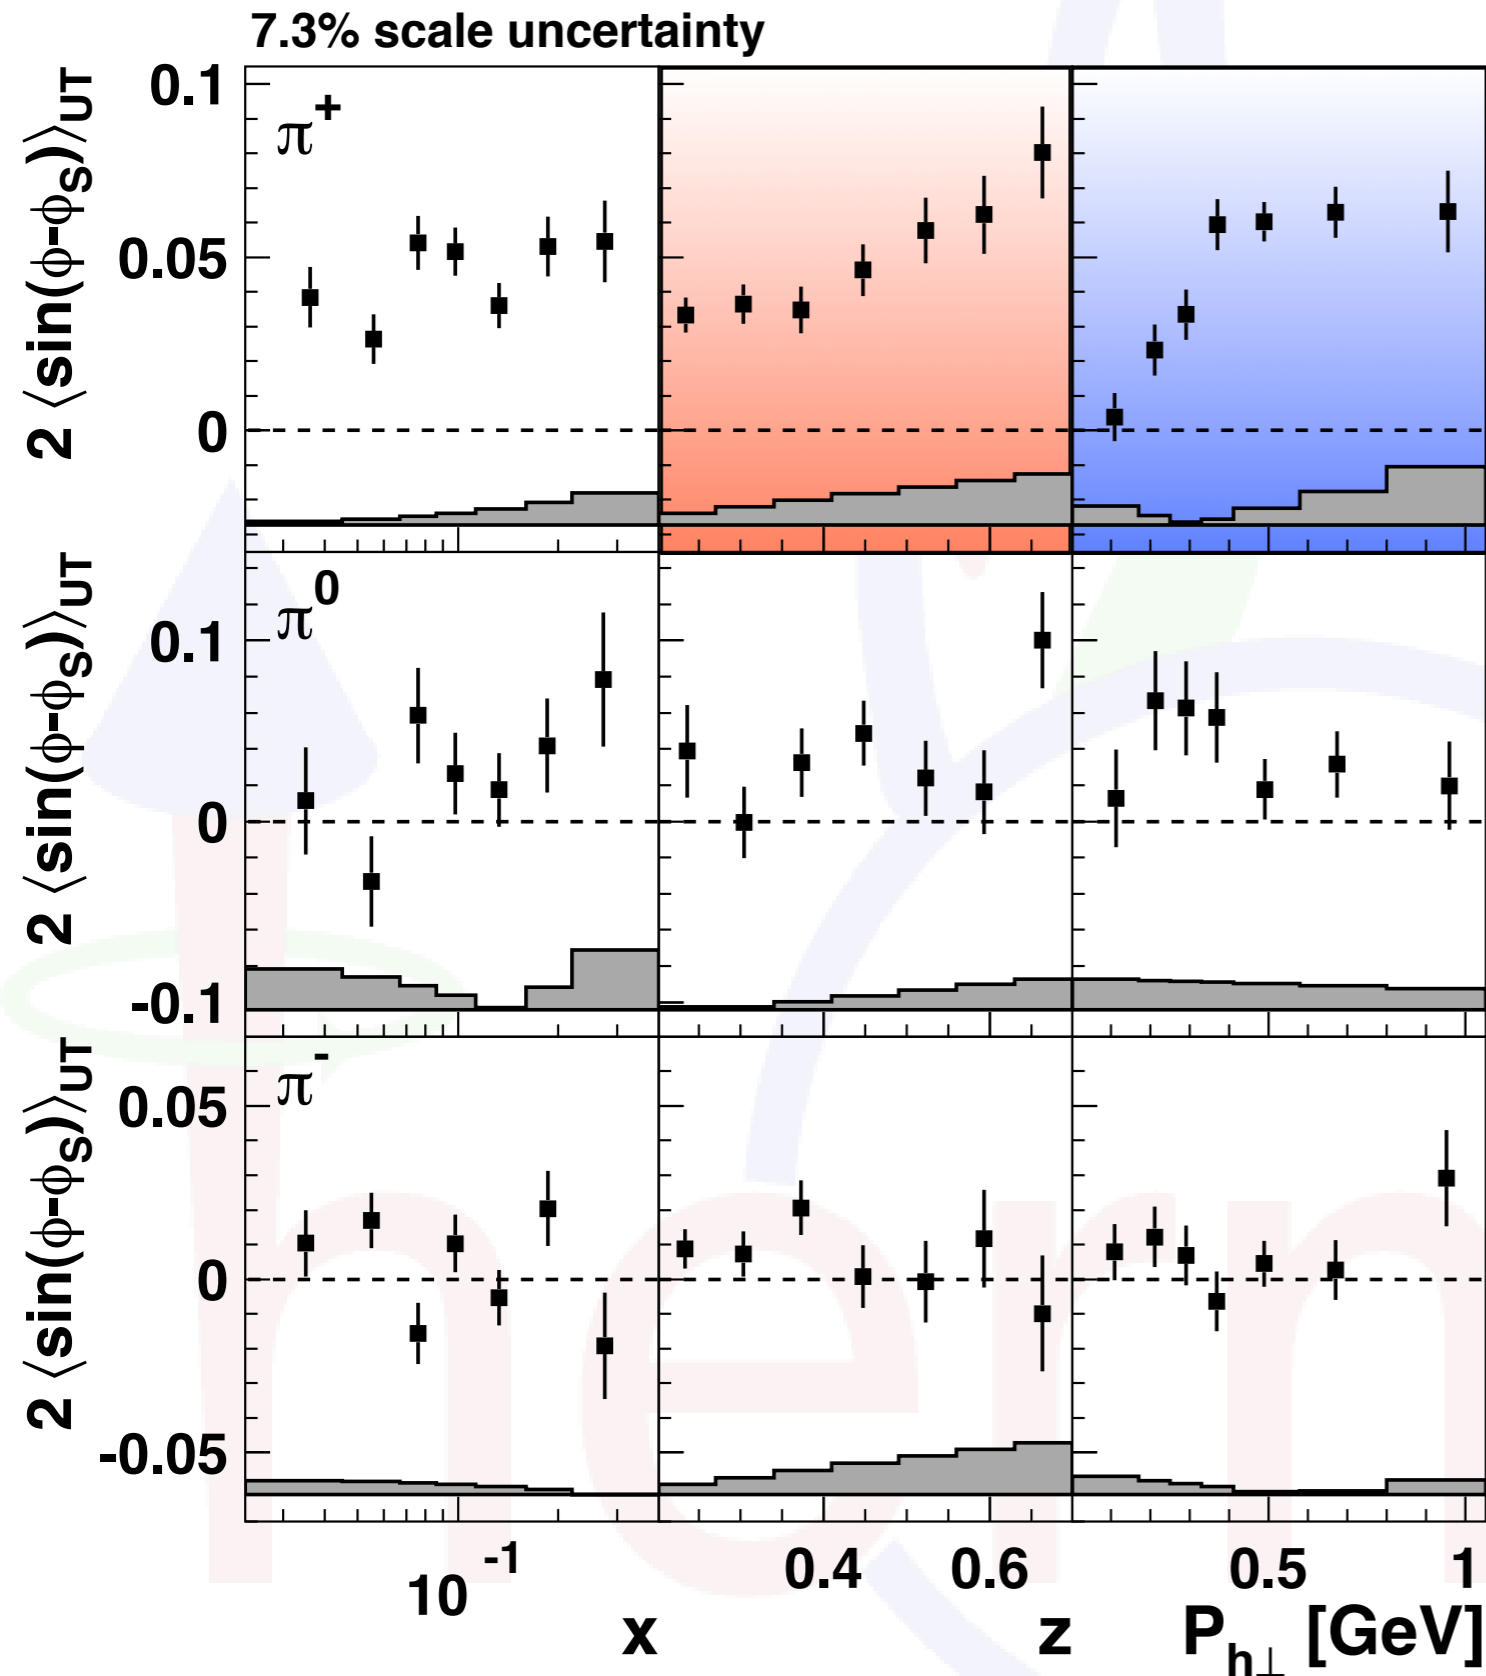 7.3% scale uncertainty
2 ⟨sin(ϕ-ϕS)⟩UT
0.1
0.05
0
π+
2 ⟨sin(ϕ-ϕS)⟩UT
0.1
0
-0.1
π0
2 ⟨sin(ϕ-ϕS)⟩UT
0.05
0
-0.05
π-
10-1
0.4
0.6
0.5
1
x
z
Ph⊥ [GeV]
herm